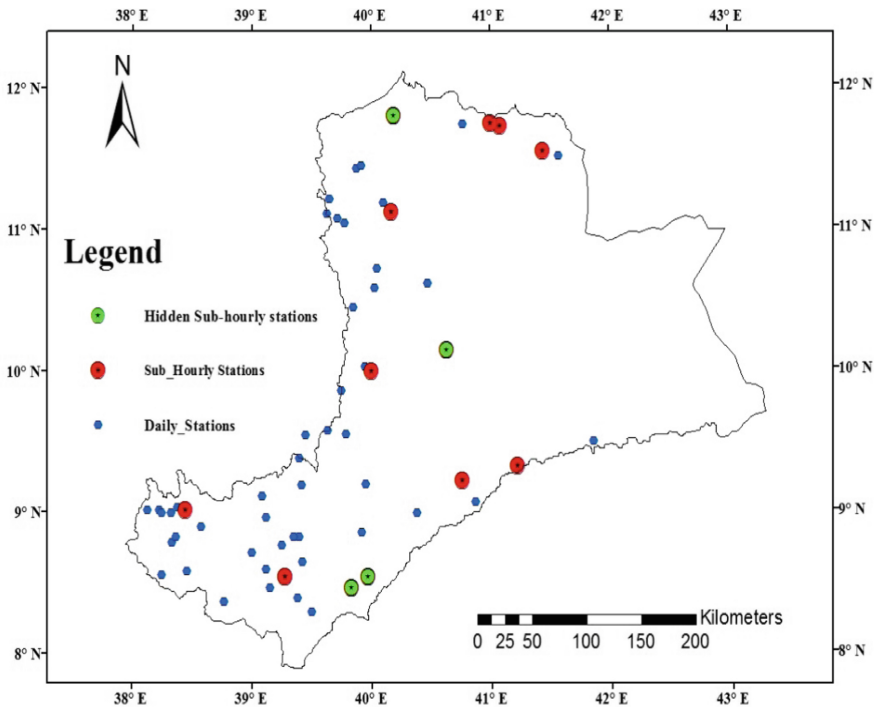 38° E 39° E 40° E 41° E 42° E 43° E
N
12° N 12° N
11° N 11° N
Legend
Hidden Sub-hourly stations
Sub_Hourly Stations
10° N 10° N
Daily_Stations
9° N 9° N
Kilometers
0 25 50 100 150 200
8° N 8° N
38° E 39° E 40° E 41° E 42° E 43° E